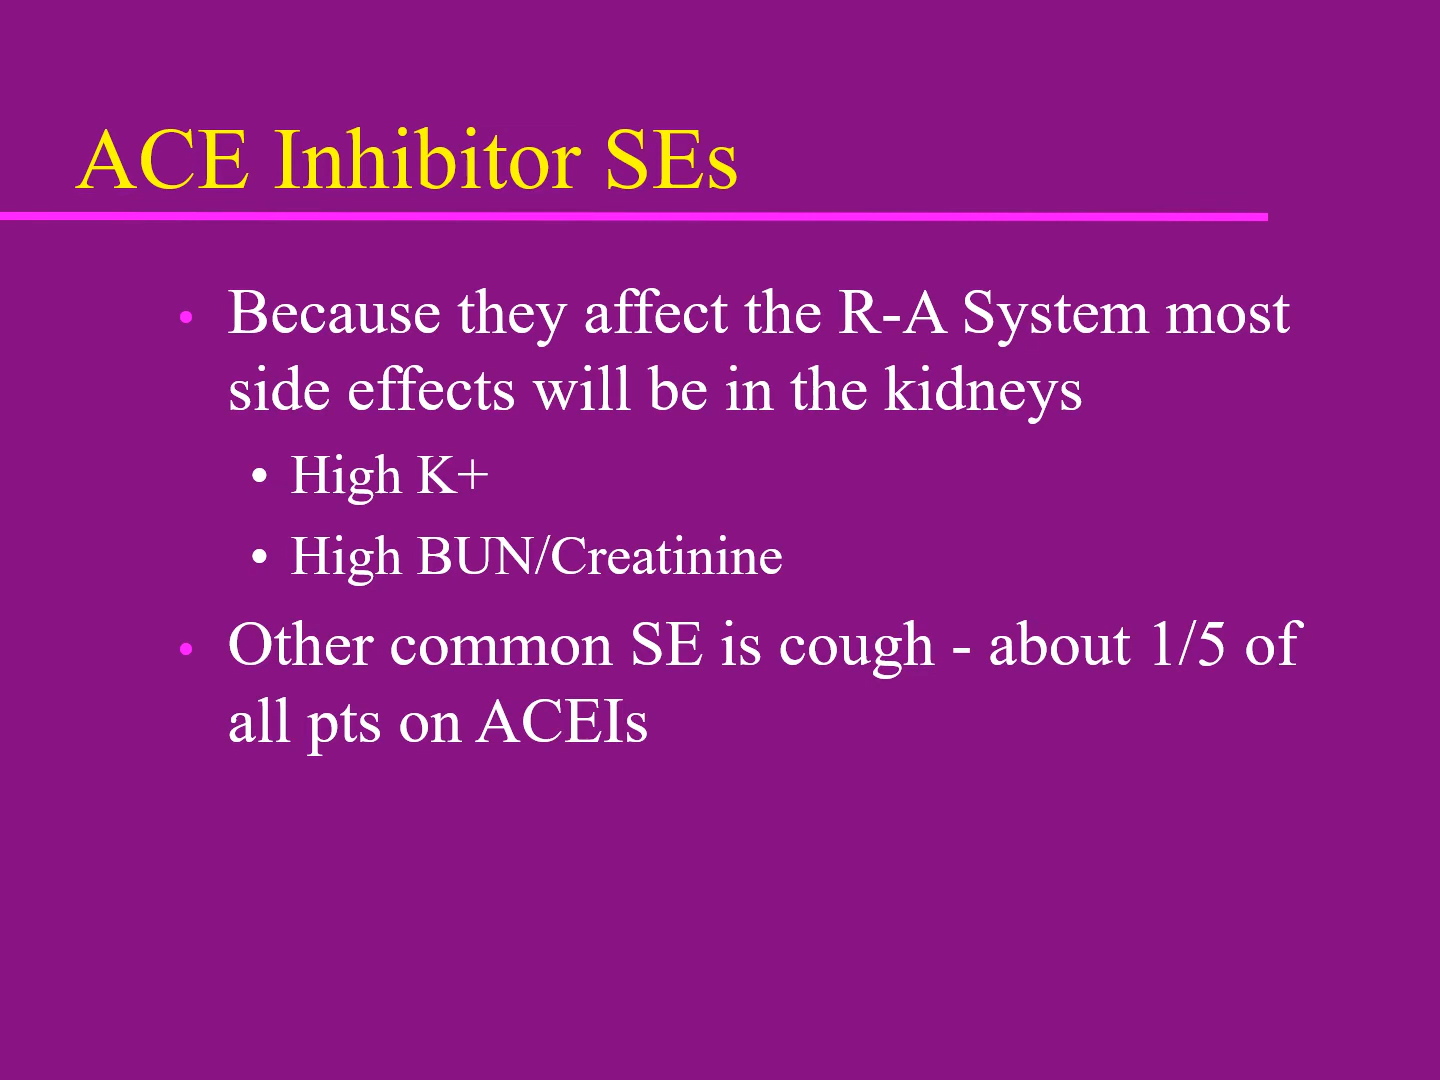 ACE Inhibitor SEs
• Because they affect the R-A System most
side effects will be in the kidneys
• High K+
• High BUN/Creatinine
• Other common SE is cough - about 1/5 of
all pts on ACEIs